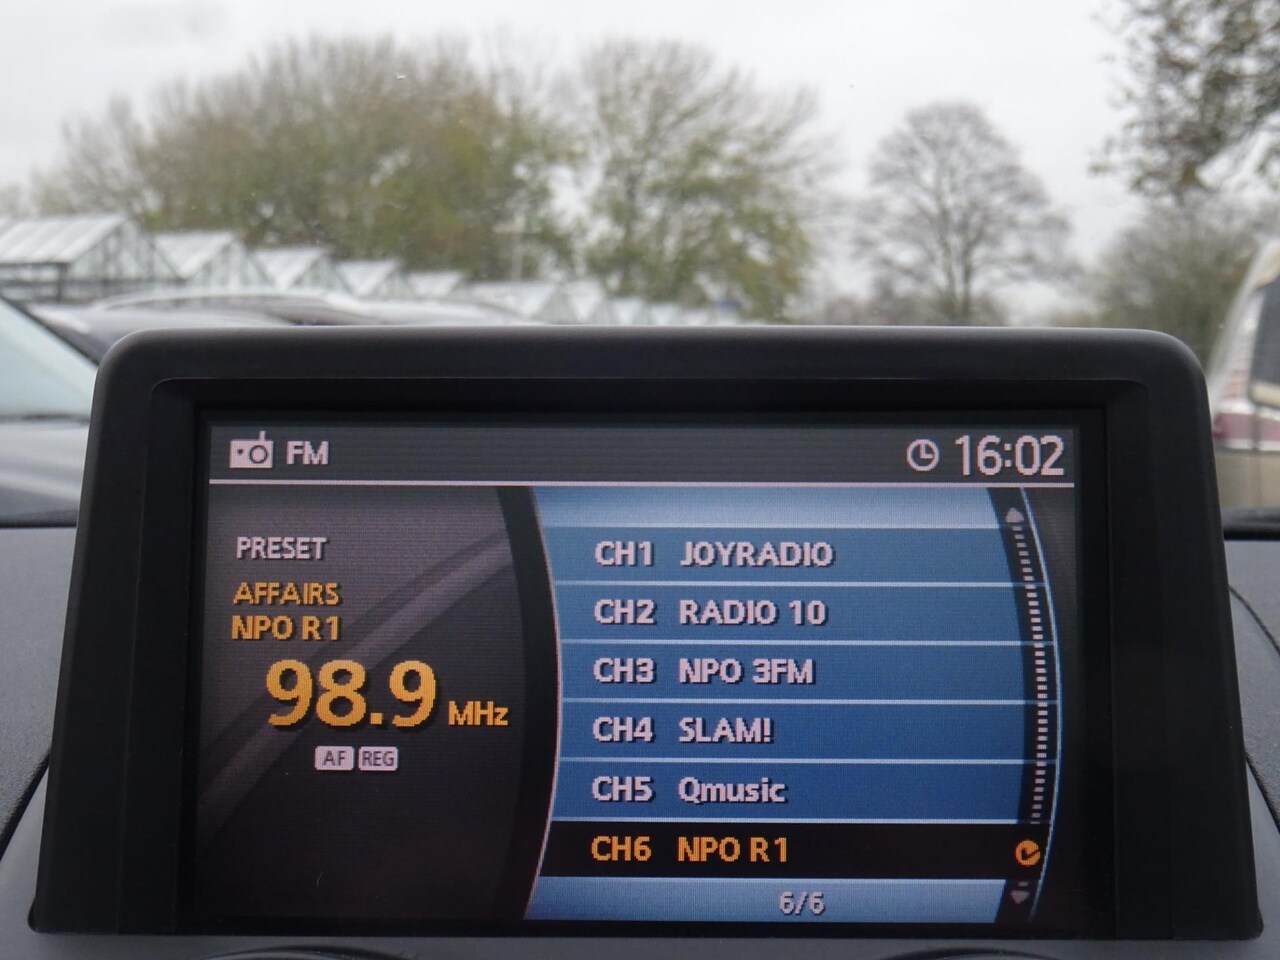 FM
16:02
PRESET
AFFAIRS
NPO R1
98.9 MHz
AF REG
CH1 JOYRADIO
CH2 RADIO 10
CH3 NPO 3FM
CH4 SLAM!
CH5 Qmusic
CH6 NPO R1
6/6